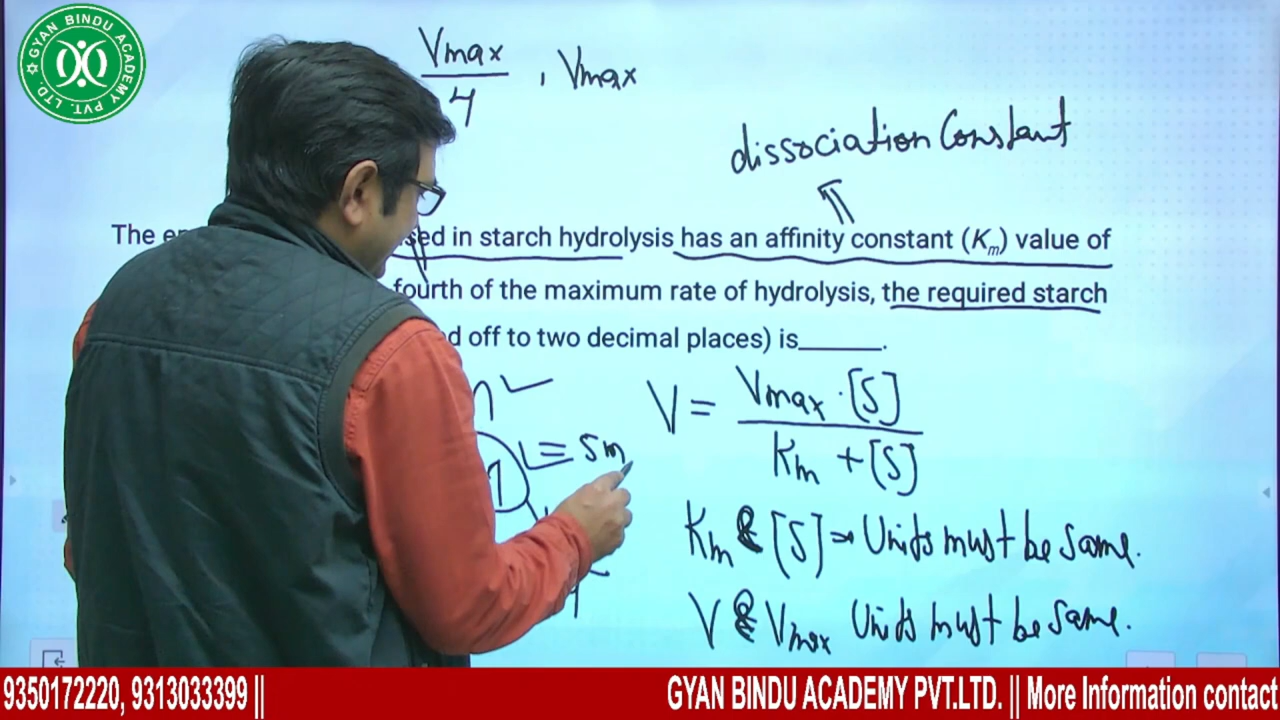 GYAN BINDU ACADEMY PVT. LTD.
Vmax
4
, Vmax
dissociation Constant
The
sed in starch hydrolysis has an affinity constant (Km) value of
fourth of the maximum rate of hydrolysis, the required starch
d off to two decimal places) is______.
V = Vmax · [S]
Km + [S]
Km & [S] → Units must be same.
V & Vmax Units must be same.
9350172220, 9313033399 || GYAN BINDU ACADEMY PVT.LTD. || More Information contact